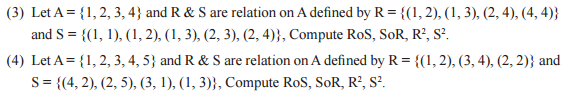 (3) Let A = {1, 2, 3, 4} and R & S are relation on A defined by R = {(1, 2), (1, 3), (2, 4), (4, 4)}
and S = {(1, 1), (1, 2), (1, 3), (2, 3), (2, 4)}, Compute RoS, SoR, R², S².
(4) Let A = {1, 2, 3, 4, 5} and R & S are relation on A defined by R = {(1, 2), (3, 4), (2, 2)} and
S = {(4, 2), (2, 5), (3, 1), (1, 3)}, Compute RoS, SoR, R², S².